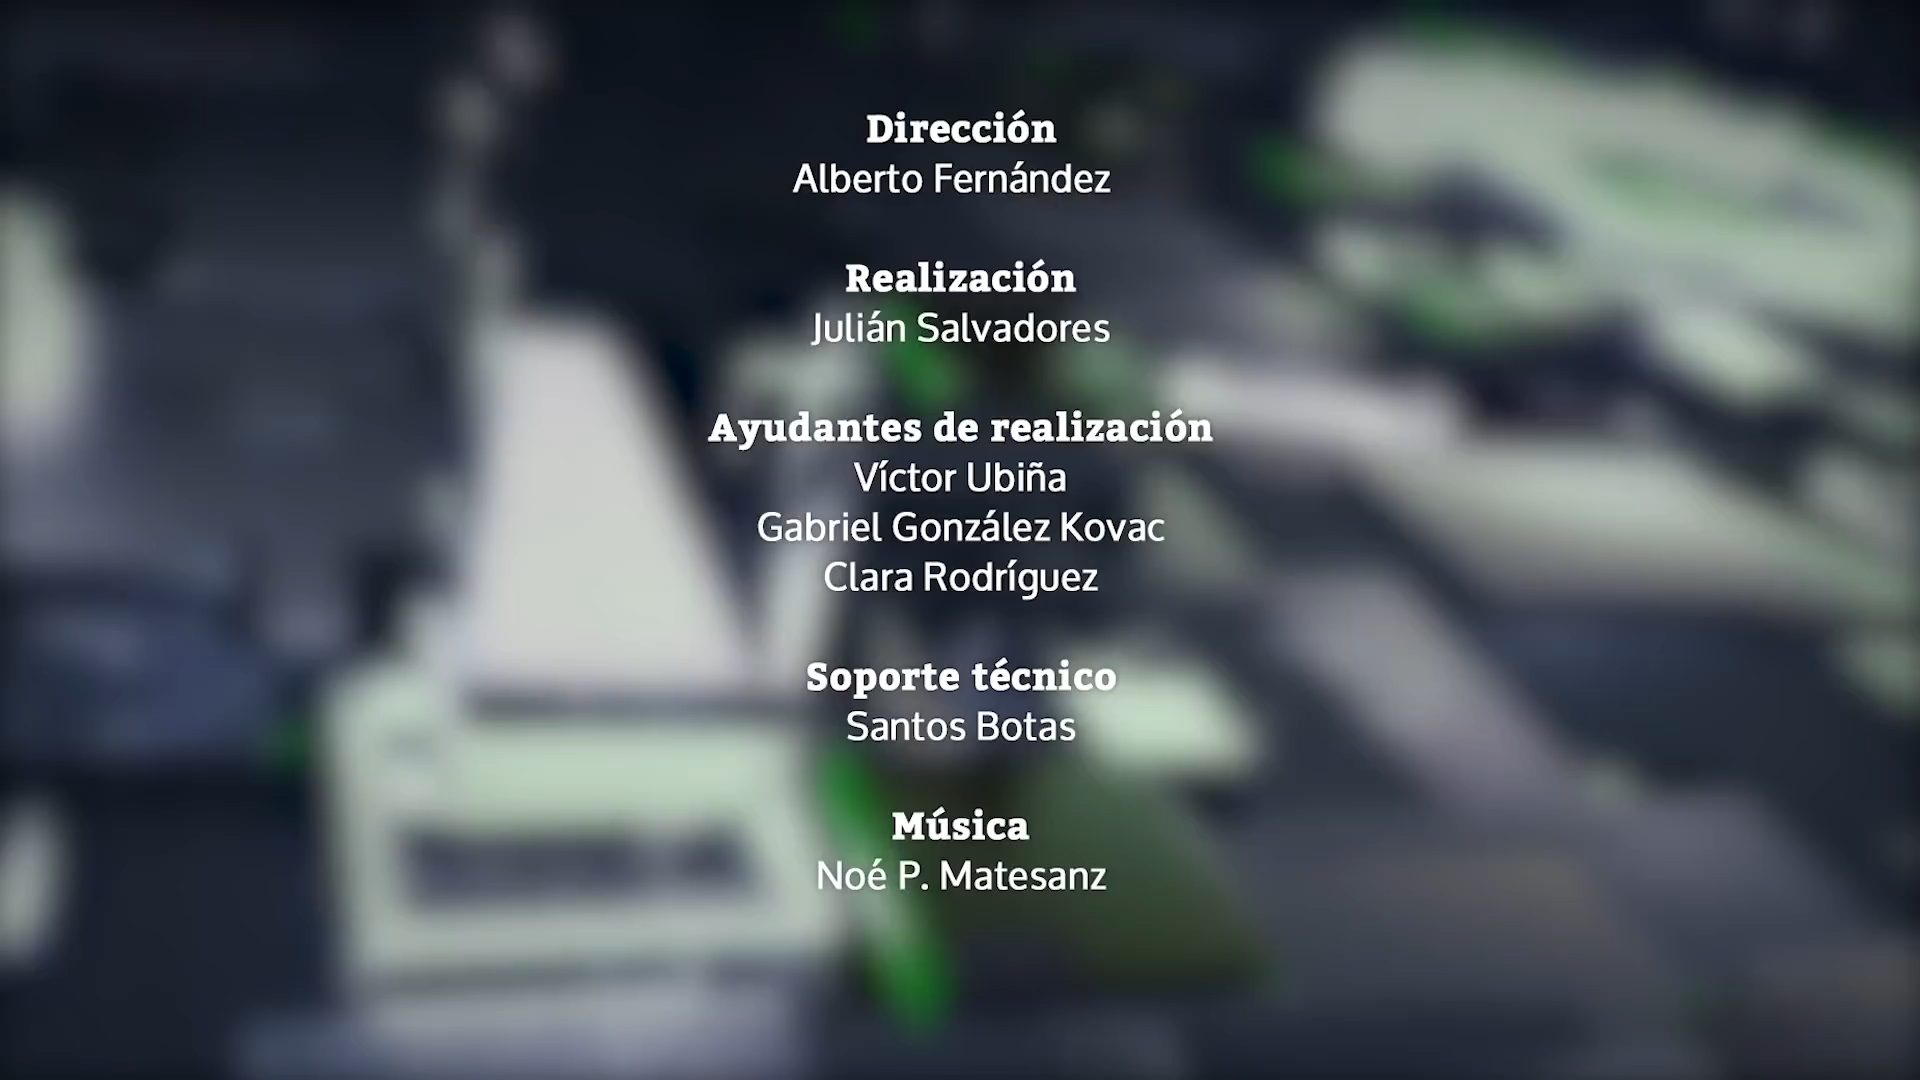 Dirección
Alberto Fernández
Realización
Julián Salvadores
Ayudantes de realización
Víctor Ubiña
Gabriel González Kovac
Clara Rodríguez
Soporte técnico
Santos Botas
Música
Noé P. Matesanz